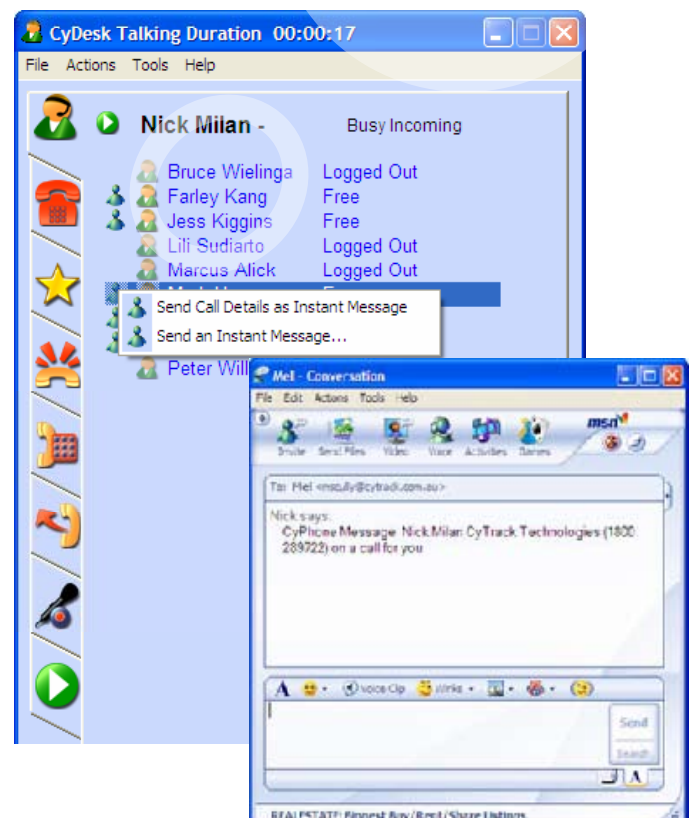 CyDesk Talking Duration 00:00:17
File Actions Tools Help
Nick Milan - Busy Incoming
Bruce Wielinga Logged Out
Farley Kang Free
Jess Kiggins Free
Lili Sudiarto Logged Out
Marcus Alick Logged Out
Send Call Details as Instant Message
Send an Instant Message...
Peter Will
Mel - Conversation
File Edit Actions Tools Help
msn
Invite Send Files Video Voice Activities Games
To: Mel <mscully@cytrack.com.au>
Nick says:
CyPhone Message: Nick Milan CyTrack Technologies (1800
289722) on a call for you
A Voice Clip Winks
Send
Search
A
REALESTATE: Biggest Buy/Rent/Share Listings